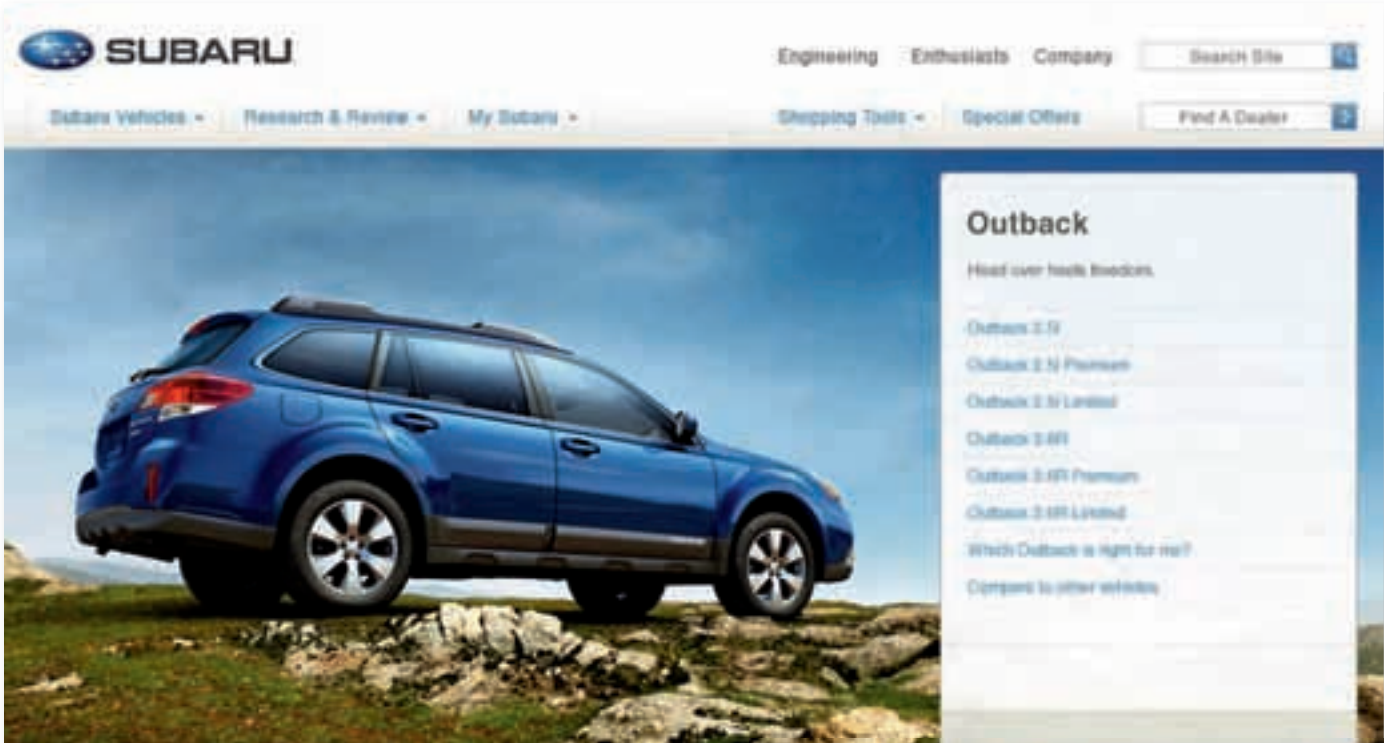 SUBARU
Engineering Enthusiasts Company Search Site
Subaru Vehicles Research & Review My Subaru Shopping Tools Special Offers Find A Dealer
Outback
Head over heels freedom.
Outback 2.5i
Outback 2.5i Premium
Outback 2.5i Limited
Outback 3.6R
Outback 3.6R Premium
Outback 3.6R Limited
Which Outback is right for me?
Compare to other vehicles